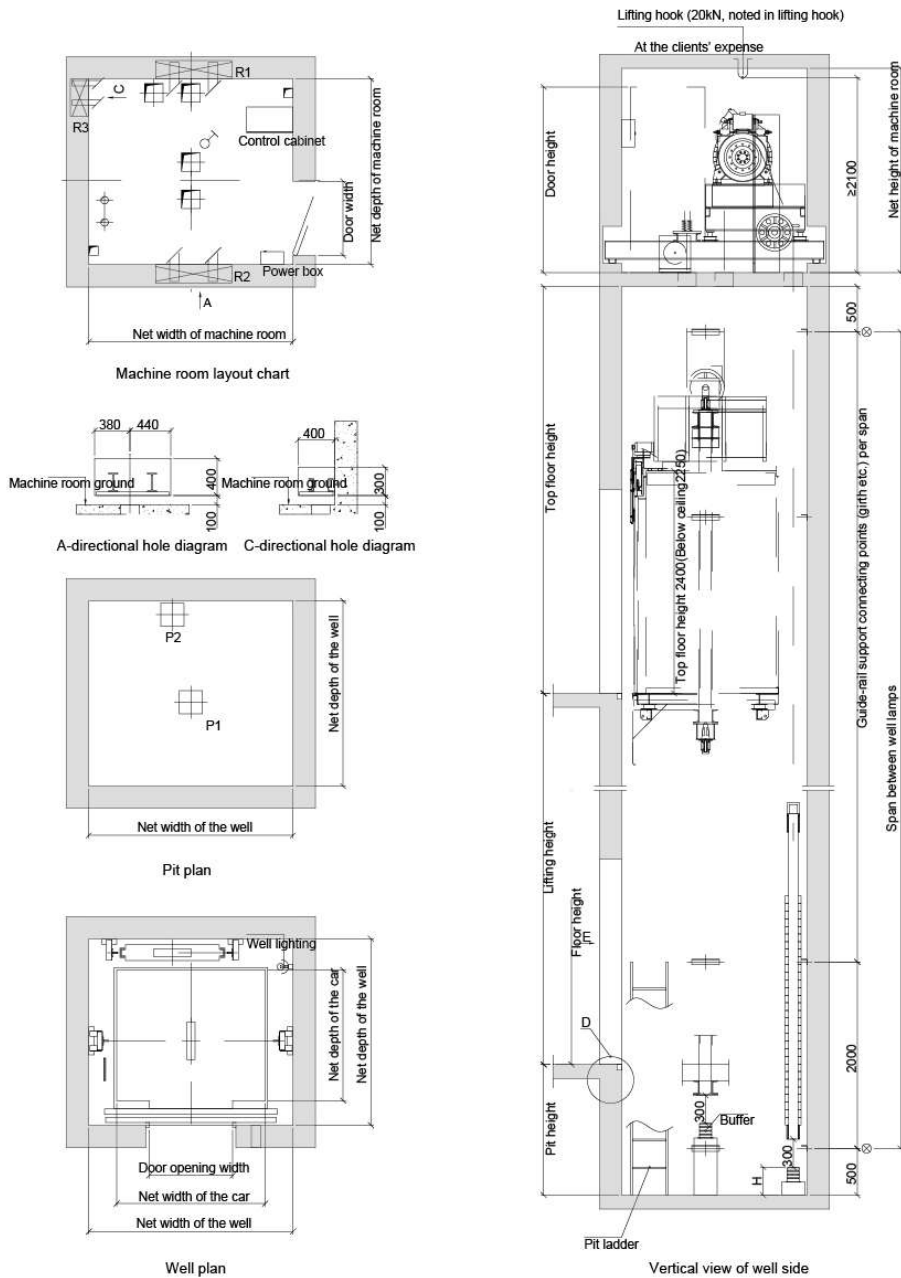 Lifting hook (20kN, noted in lifting hook)
At the clients' expense
R1
C
R3
Control cabinet
Door width
Net depth of machine room
Power box
R2
A
Net width of machine room
Machine room layout chart
380
440
400
100
Machine room ground
A-directional hole diagram
400
300
100
Machine room ground
C-directional hole diagram
P2
P1
Net depth of the well
Net width of the well
Pit plan
Well lighting
Net depth of the car
Net depth of the well
Door opening width
Net width of the car
Net width of the well
Well plan
Door height
≥2100
Net height of machine room
500
Top floor height
Top floor height 2400(Below ceiling2250)
Guide-rail support connecting points (girth etc.) per span
Span between well lamps
Lifting height
Floor height
E
D
2000
Pit height
300
Buffer
300
H
500
Pit ladder
Vertical view of well side